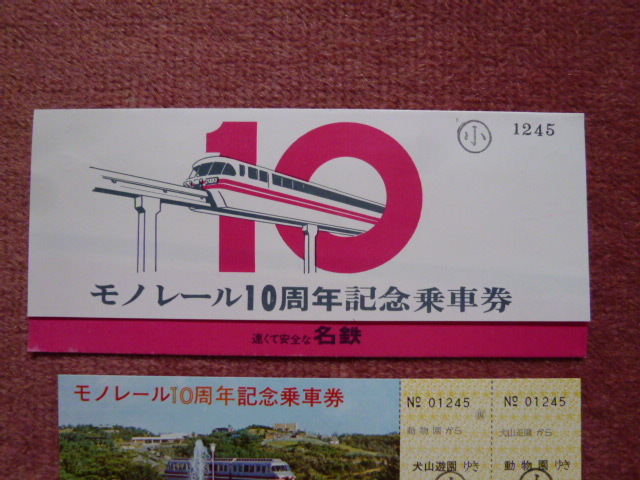 小 1245
10
モノレール10周年記念乗車券
速くて安全な名鉄
モノレール10周年記念乗車券
No 01245
動物園から
犬山遊園 ゆき
小
No 01245
犬山遊園 から
動物園 ゆき
小